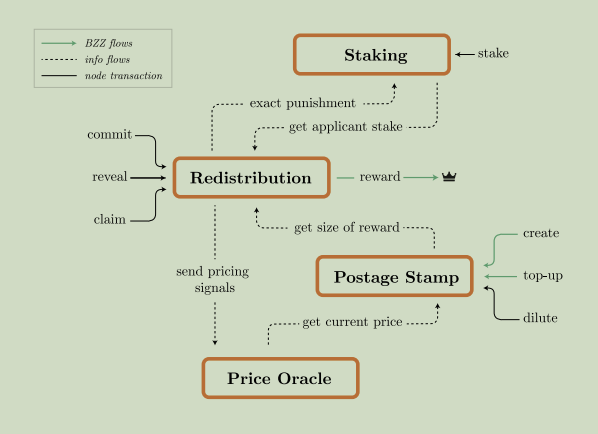 BZZ flows
info flows
node transaction
Staking
stake
exact punishment
get applicant stake
commit
reveal
claim
Redistribution
reward
get size of reward
create
Postage Stamp
top-up
dilute
send pricing
signals
get current price
Price Oracle